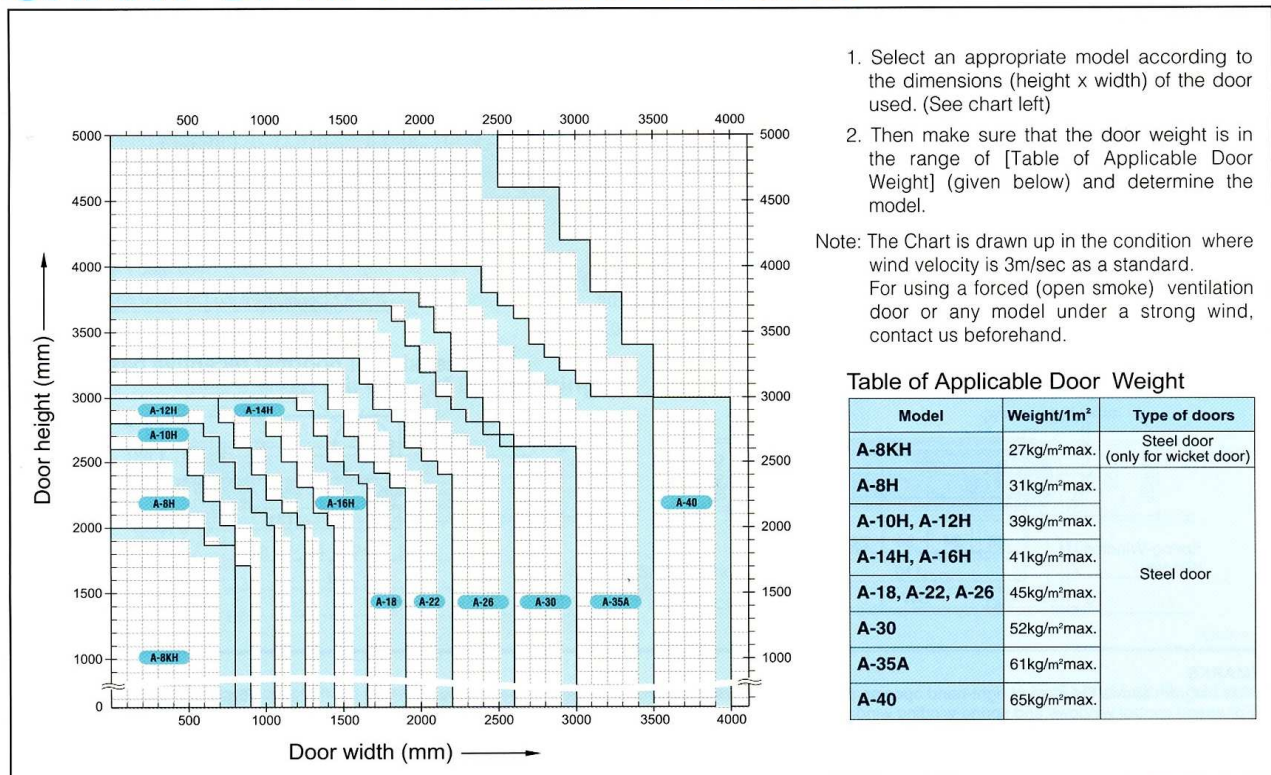 500 1000 1500 2000 2500 3000 3500 4000
5000 5000
4500 4500
4000 4000
3500 3500
3000 3000
2500 2500
2000 2000
1500 1500
1000 1000
0 0
500 1000 1500 2000 2500 3000 3500 4000
Door height (mm)
Door width (mm)
A-12H
A-14H
A-10H
A-8H
A-16H
A-40
A-18
A-22
A-26
A-30
A-35A
A-8KH
1. Select an appropriate model according to
the dimensions (height x width) of the door
used. (See chart left)
2. Then make sure that the door weight is in
the range of [Table of Applicable Door
Weight] (given below) and determine the
model.
Note: The Chart is drawn up in the condition where
wind velocity is 3m/sec as a standard.
For using a forced (open smoke) ventilation
door or any model under a strong wind,
contact us beforehand.
Table of Applicable Door Weight
Model Weight/1m² Type of doors
A-8KH 27kg/m²max. Steel door
(only for wicket door)
A-8H 31kg/m²max.
A-10H, A-12H 39kg/m²max.
A-14H, A-16H 41kg/m²max.
Steel door
A-18, A-22, A-26 45kg/m²max.
A-30 52kg/m²max.
A-35A 61kg/m²max.
A-40 65kg/m²max.